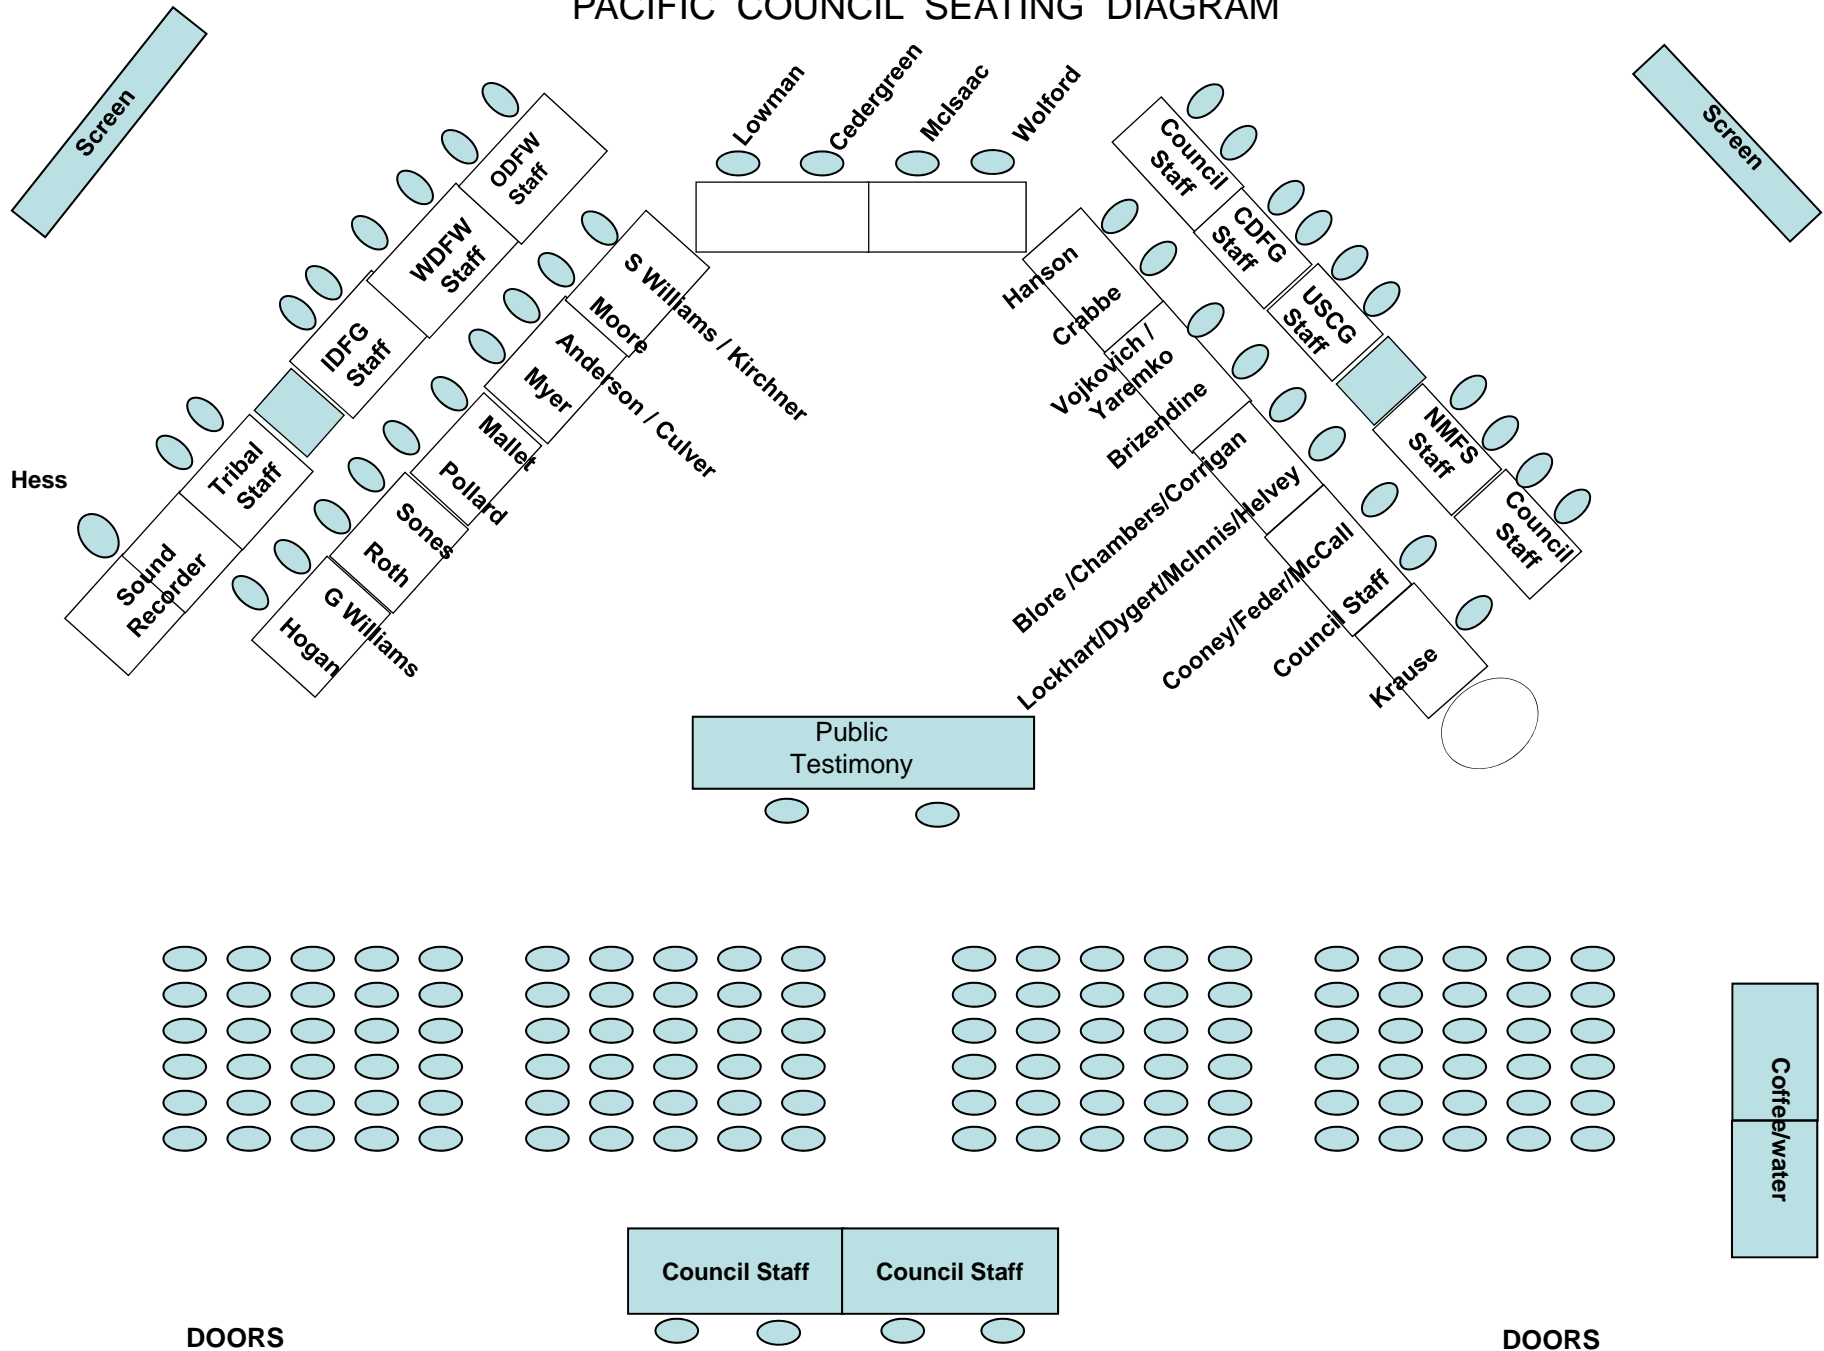 PACIFIC COUNCIL SEATING DIAGRAM
Screen
Screen
Lowman
Cedergreen
McIsaac
Wolford
ODFW
Staff
WDFW
Staff
IDFG
Staff
Tribal
Staff
Sound
Recorder
Hess
S Williams / Kirchner
Moore
Anderson / Culver
Myer
Mallet
Pollard
Sones
Roth
G Williams
Hogan
Hanson
Crabbe
Vojkovich /
Yaremko
Brizendine
Blore /Chambers/Corrigan
Lockhart/Dygert/McInnis/Helvey
Cooney/Feder/McCall
Council Staff
Krause
Council
Staff
CDFG
Staff
USCG
Staff
NMFS
Staff
Council
Staff
Public
Testimony
Coffee/water
Council Staff
Council Staff
DOORS
DOORS